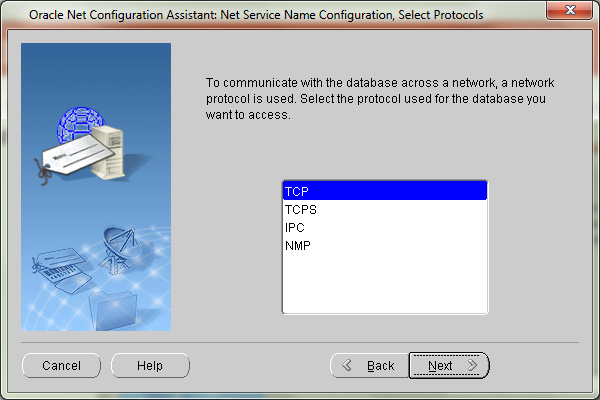 Oracle Net Configuration Assistant: Net Service Name Configuration, Select Protocols
To communicate with the database across a network, a network
protocol is used. Select the protocol used for the database you
want to access.
TCP
TCPS
IPC
NMP
Cancel
Help
Back
Next